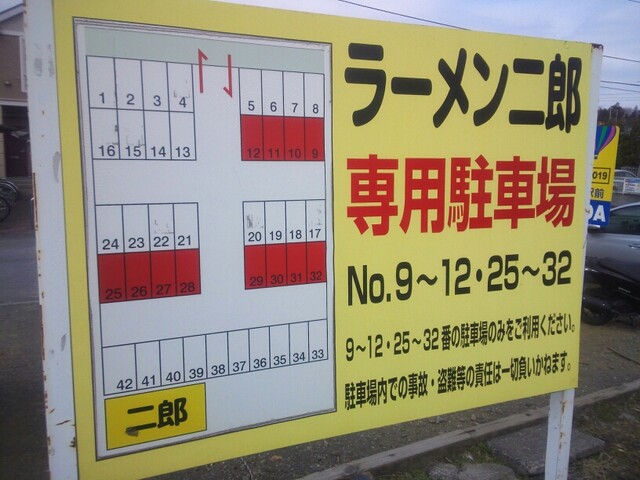 1 2 3 4
5 6 7 8
16 15 14 13
12 11 10 9
24 23 22 21
20 19 18 17
25 26 27 28
29 30 31 32
42 41 40 39 38 37 36 35 34 33
二郎
ラーメン二郎
専用駐車場
No.9～12・25～32
9～12・25～32番の駐車場のみをご利用ください。
駐車場内での事故・盗難等の責任は一切負いかねます。
019
駅前
DA